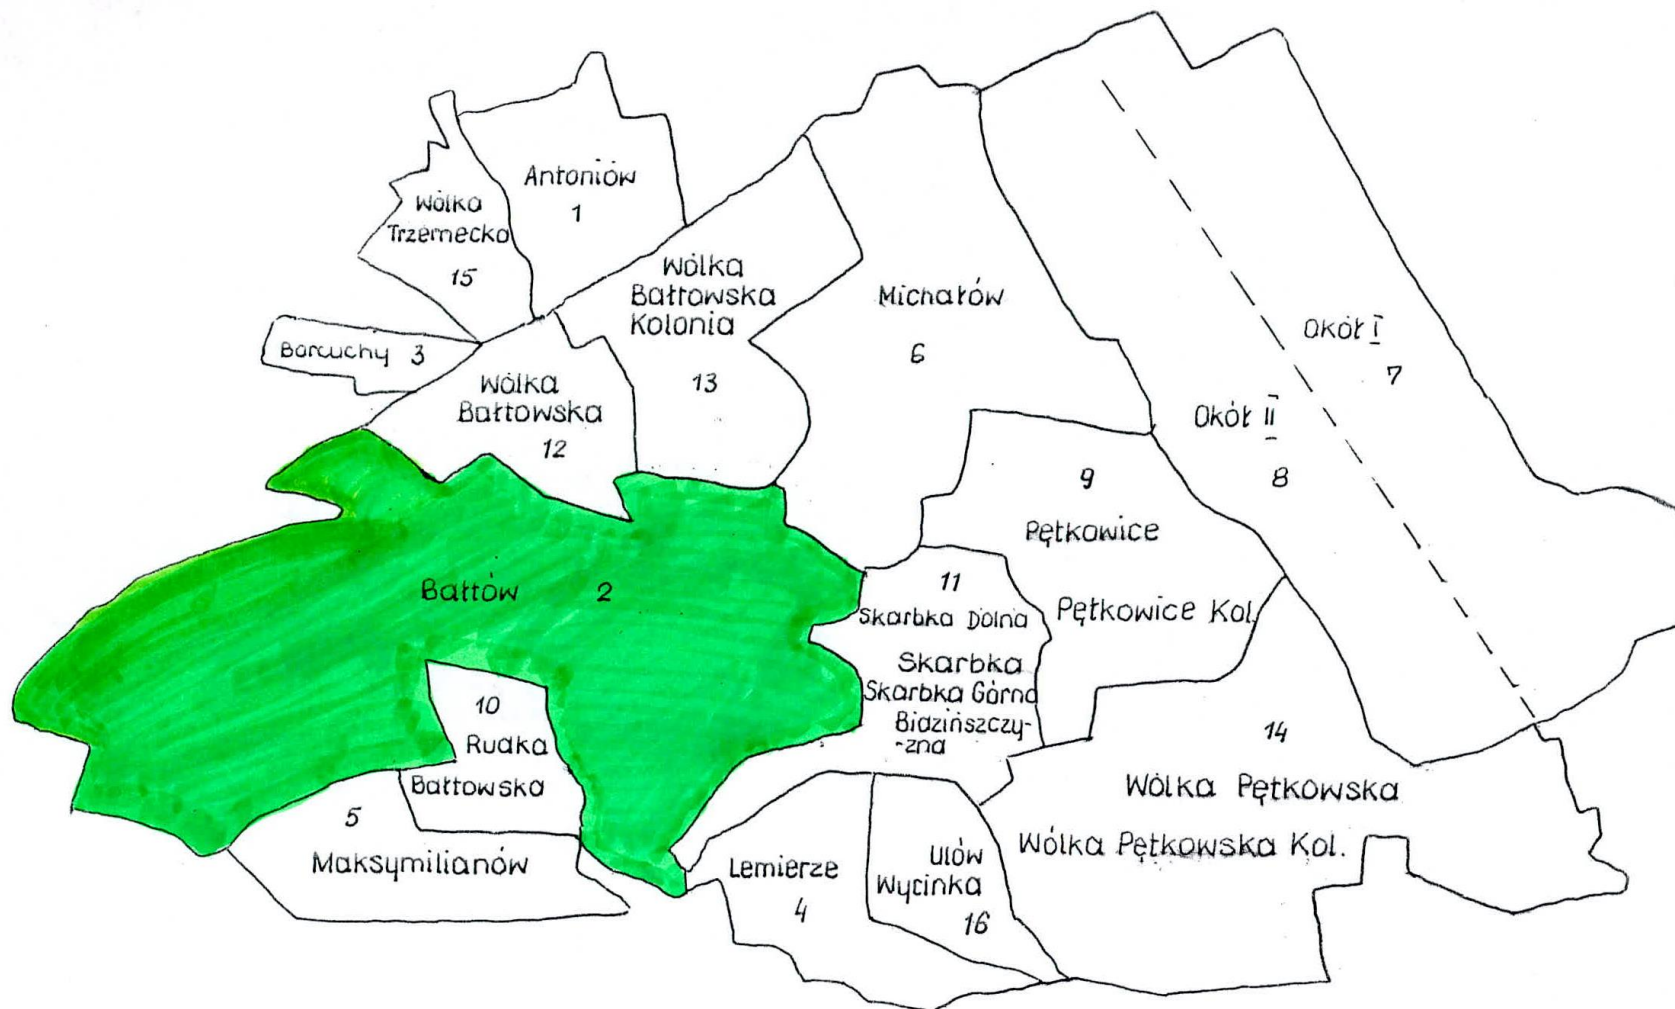 Antoniów
1
Wólka
Trzemecka
15
Wólka
Bałtowska
Kolonia
13
Michałów
6
Okół I
7
Borcuchy 3
Wólka
Bałtowska
12
Okół II
8
9
Pętkowice
Pętkowice Kol.
Bałtów 2
11
Skarbka Dolna
Skarbka
Skarbka Górna
Bidzińszczy-
-zna
10
Rudka
Bałtowska
14
Wólka Pętkowska
Wólka Pętkowska Kol.
5
Maksymilianów
Lemierze
4
Ulów
Wycinka
16